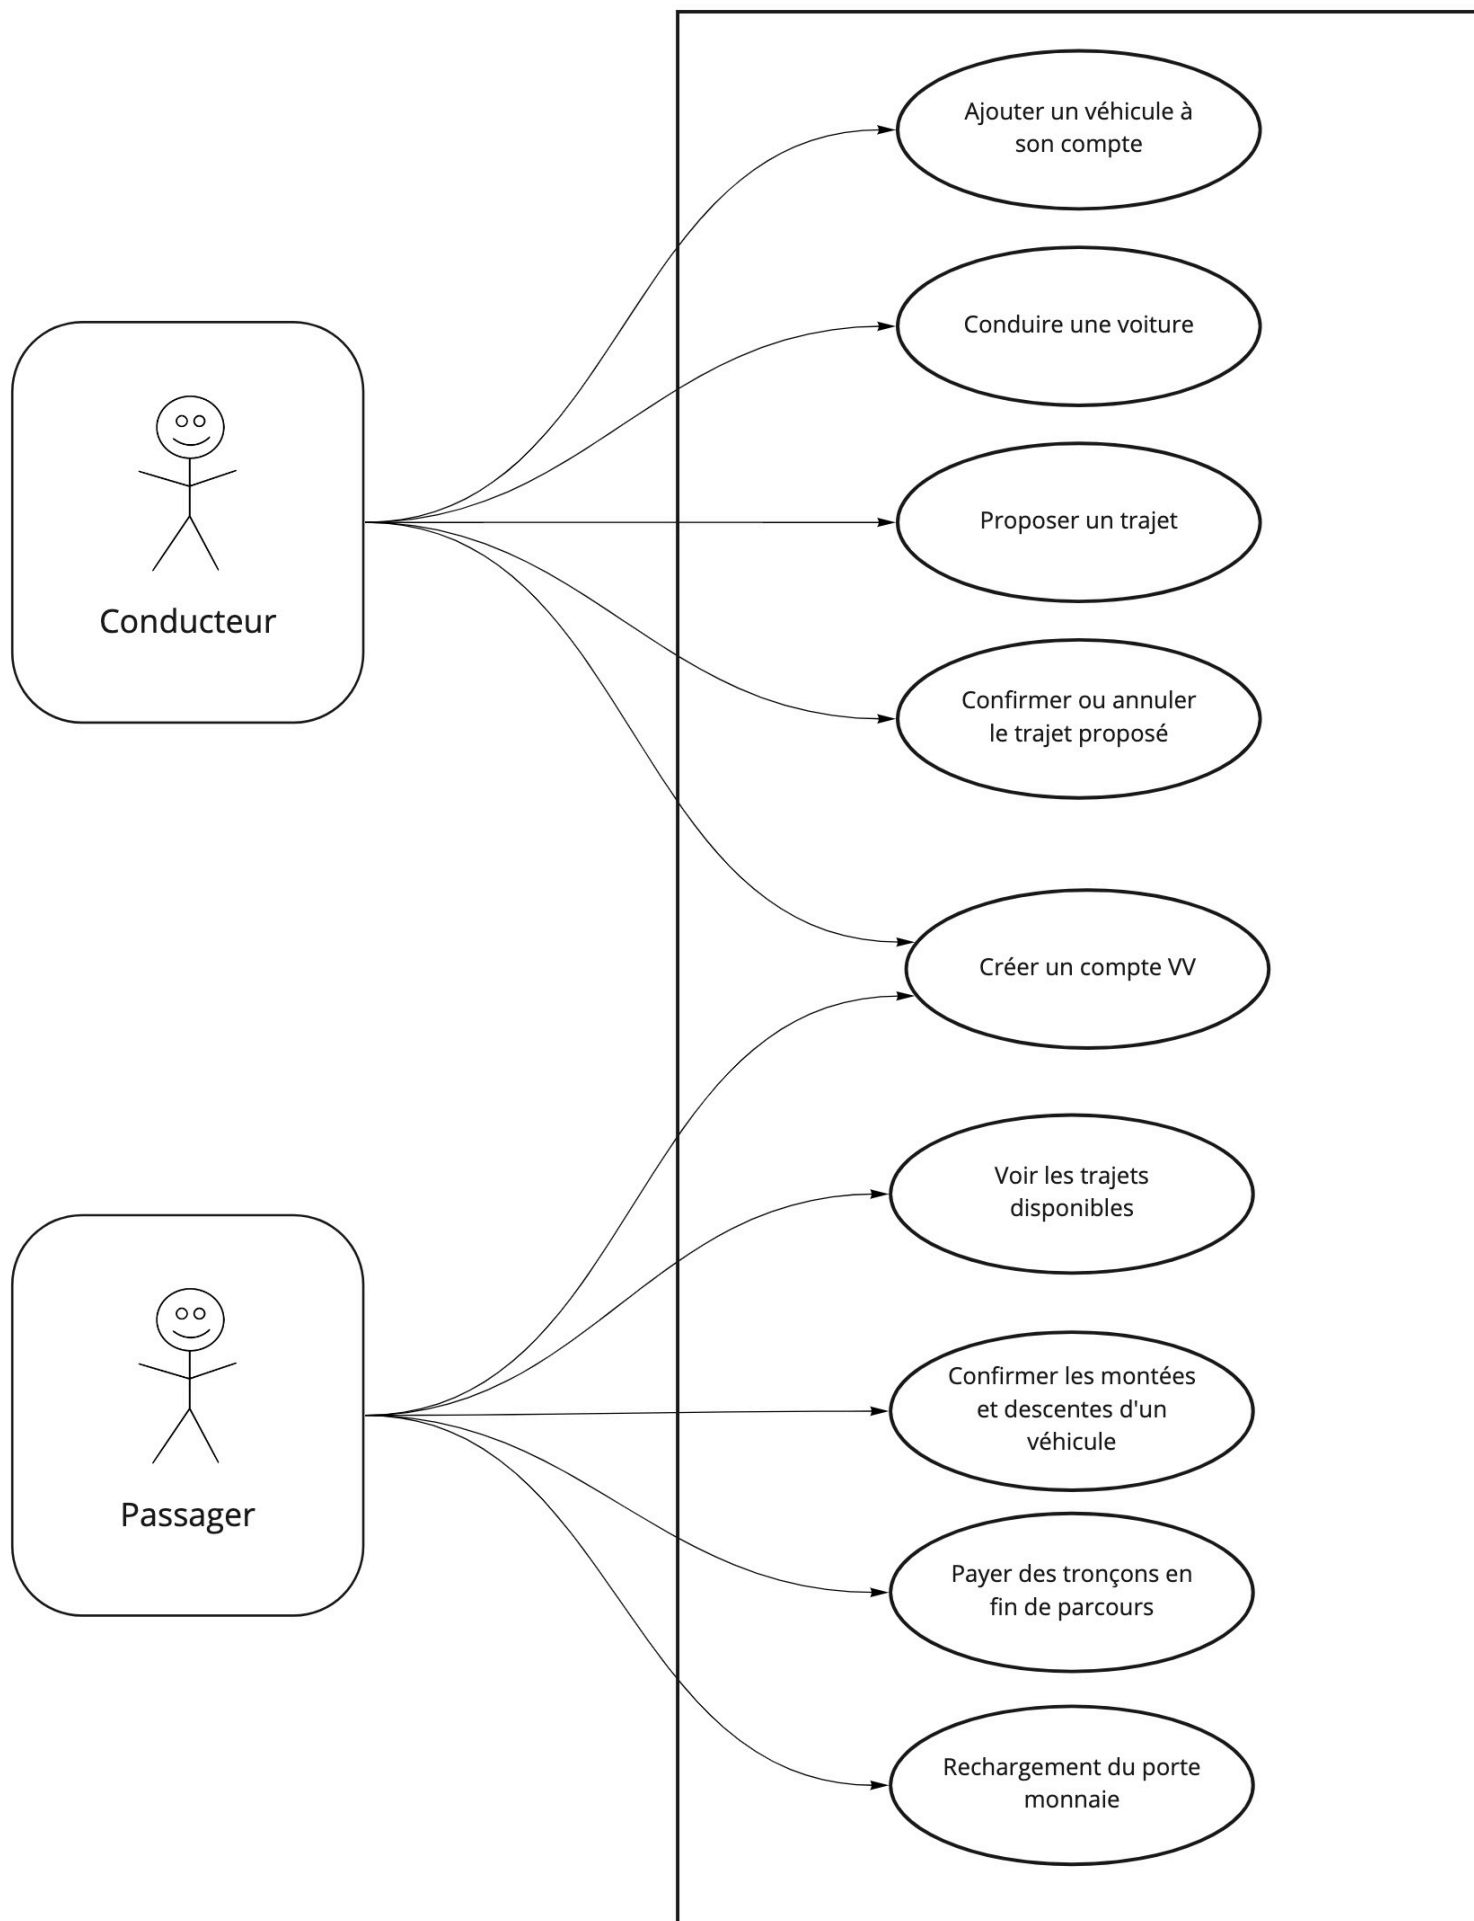 Ajouter un véhicule à
son compte
Conduire une voiture
Proposer un trajet
Conducteur
Confirmer ou annuler
le trajet proposé
Créer un compte VV
Voir les trajets
disponibles
Confirmer les montées
et descentes d'un
véhicule
Passager
Payer des tronçons en
fin de parcours
Rechargement du porte
monnaie